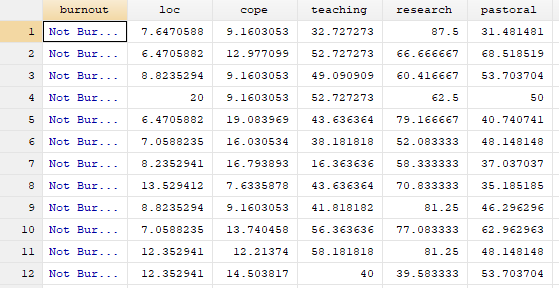 burnout loc cope teaching research pastoral
1 Not Bur... 7.6470588 9.1603053 32.727273 87.5 31.481481
2 Not Bur... 6.4705882 12.977099 52.727273 66.666667 68.518519
3 Not Bur... 8.8235294 9.1603053 49.090909 60.416667 53.703704
4 Not Bur... 20 9.1603053 52.727273 62.5 50
5 Not Bur... 6.4705882 19.083969 43.636364 79.166667 40.740741
6 Not Bur... 7.0588235 16.030534 38.181818 52.083333 48.148148
7 Not Bur... 8.2352941 16.793893 16.363636 58.333333 37.037037
8 Not Bur... 13.529412 7.6335878 43.636364 70.833333 35.185185
9 Not Bur... 8.8235294 9.1603053 41.818182 81.25 46.296296
10 Not Bur... 7.0588235 13.740458 56.363636 77.083333 62.962963
11 Not Bur... 12.352941 12.21374 58.181818 81.25 48.148148
12 Not Bur... 12.352941 14.503817 40 39.583333 53.703704